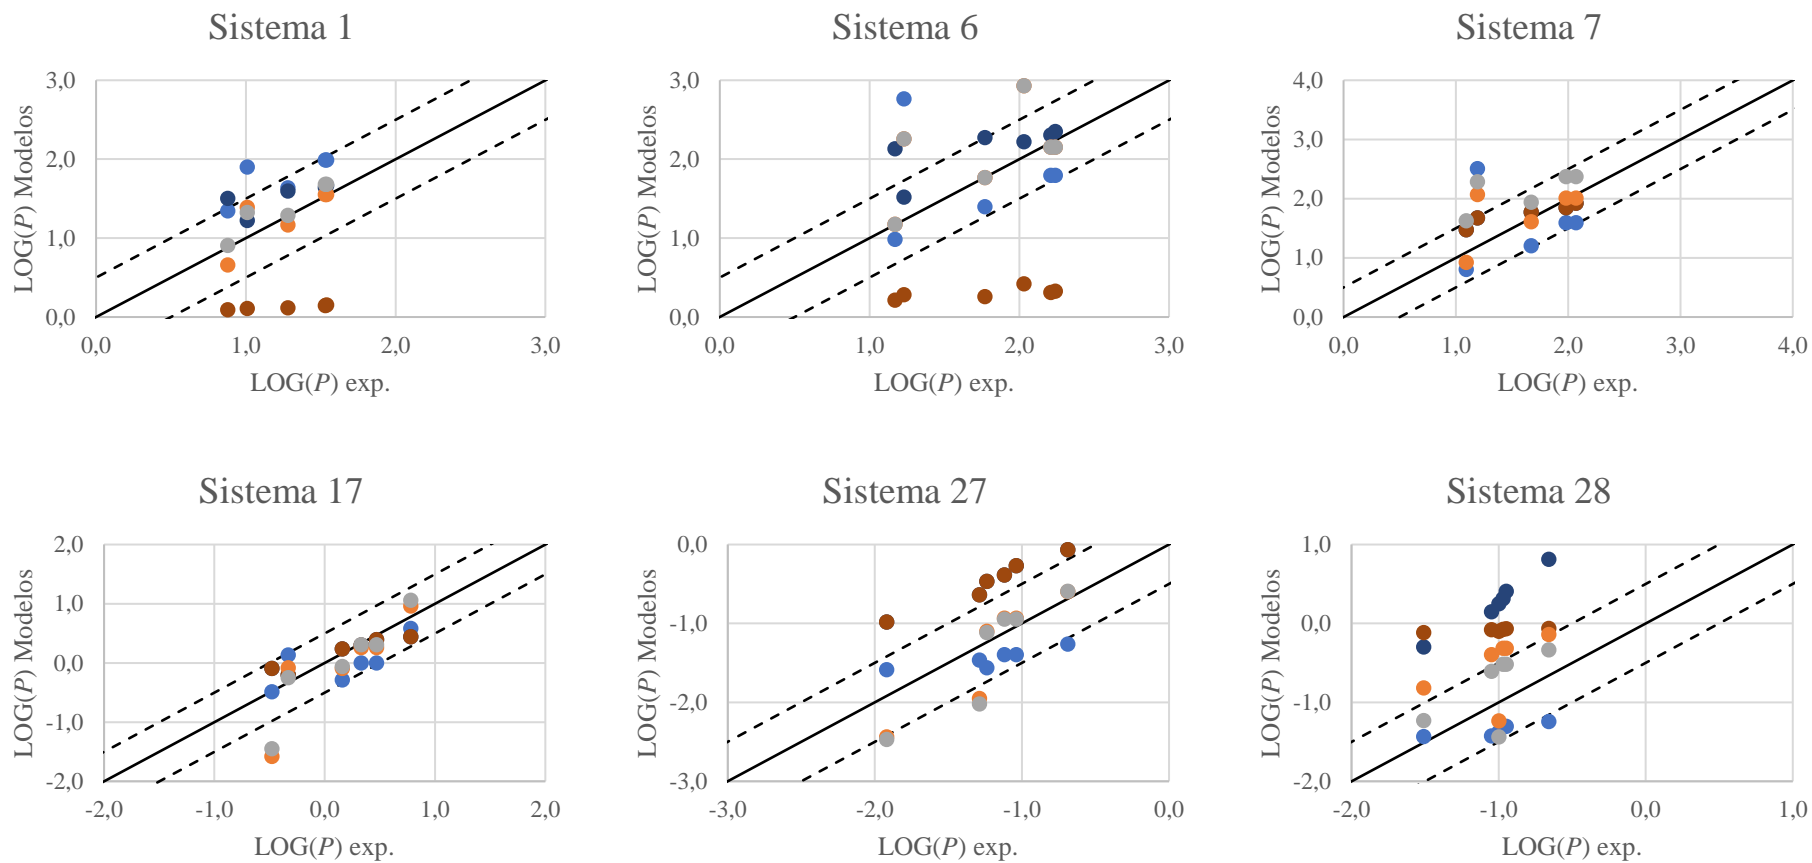 Sistema 1
LOG(P) Modelos
3,0
2,0
1,0
0,0
0,0 1,0 2,0 3,0
LOG(P) exp.
Sistema 6
LOG(P) Modelos
3,0
2,0
1,0
0,0
0,0 1,0 2,0 3,0
LOG(P) exp.
Sistema 7
LOG(P) Modelos
4,0
3,0
2,0
1,0
0,0
0,0 1,0 2,0 3,0 4,0
LOG(P) exp.
Sistema 17
LOG(P) Modelos
2,0
1,0
0,0
-1,0
-2,0
-2,0 -1,0 0,0 1,0 2,0
LOG(P) exp.
Sistema 27
LOG(P) Modelos
0,0
-1,0
-2,0
-3,0
-3,0 -2,0 -1,0 0,0
LOG(P) exp.
Sistema 28
LOG(P) Modelos
1,0
0,0
-1,0
-2,0
-2,0 -1,0 0,0 1,0
LOG(P) exp.